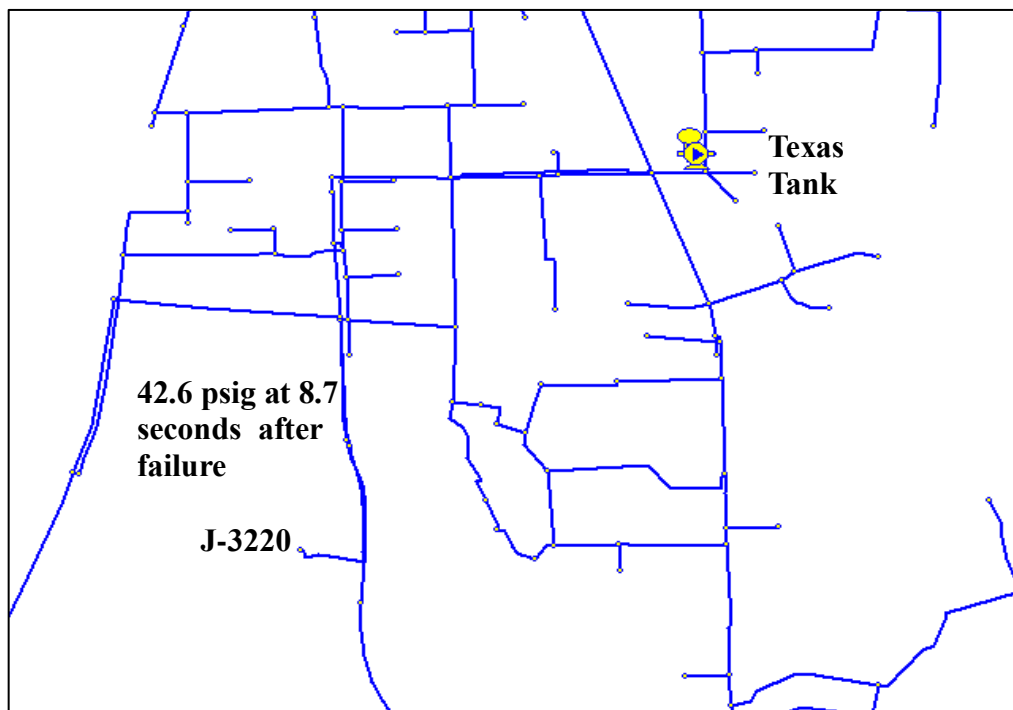 Texas
Tank
42.6 psig at 8.7
seconds after
failure
J-3220